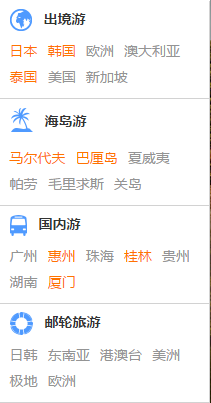 出境游
日本 韩国 欧洲 澳大利亚
泰国 美国 新加坡
海岛游
马尔代夫 巴厘岛 夏威夷
帕劳 毛里求斯 关岛
国内游
广州 惠州 珠海 桂林 贵州
湖南 厦门
邮轮旅游
日韩 东南亚 港澳台 美洲
极地 欧洲